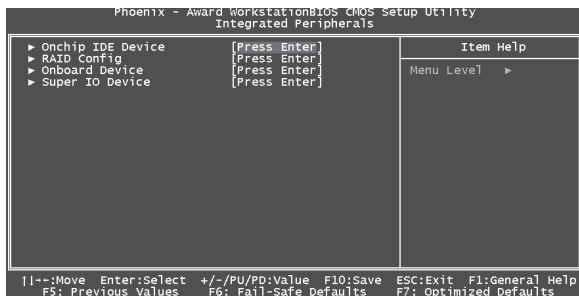 Phoenix - Award WorkstationBIOS CMOS Setup Utility
Integrated Peripherals
► Onchip IDE Device [Press Enter]
► RAID Config [Press Enter]
► Onboard Device [Press Enter]
► Super IO Device [Press Enter]
Item Help
Menu Level ►
↑↓→←:Move Enter:Select +/-/PU/PD:Value F10:Save ESC:Exit F1:General Help
F5: Previous Values F6: Fail-Safe Defaults F7: Optimized Defaults